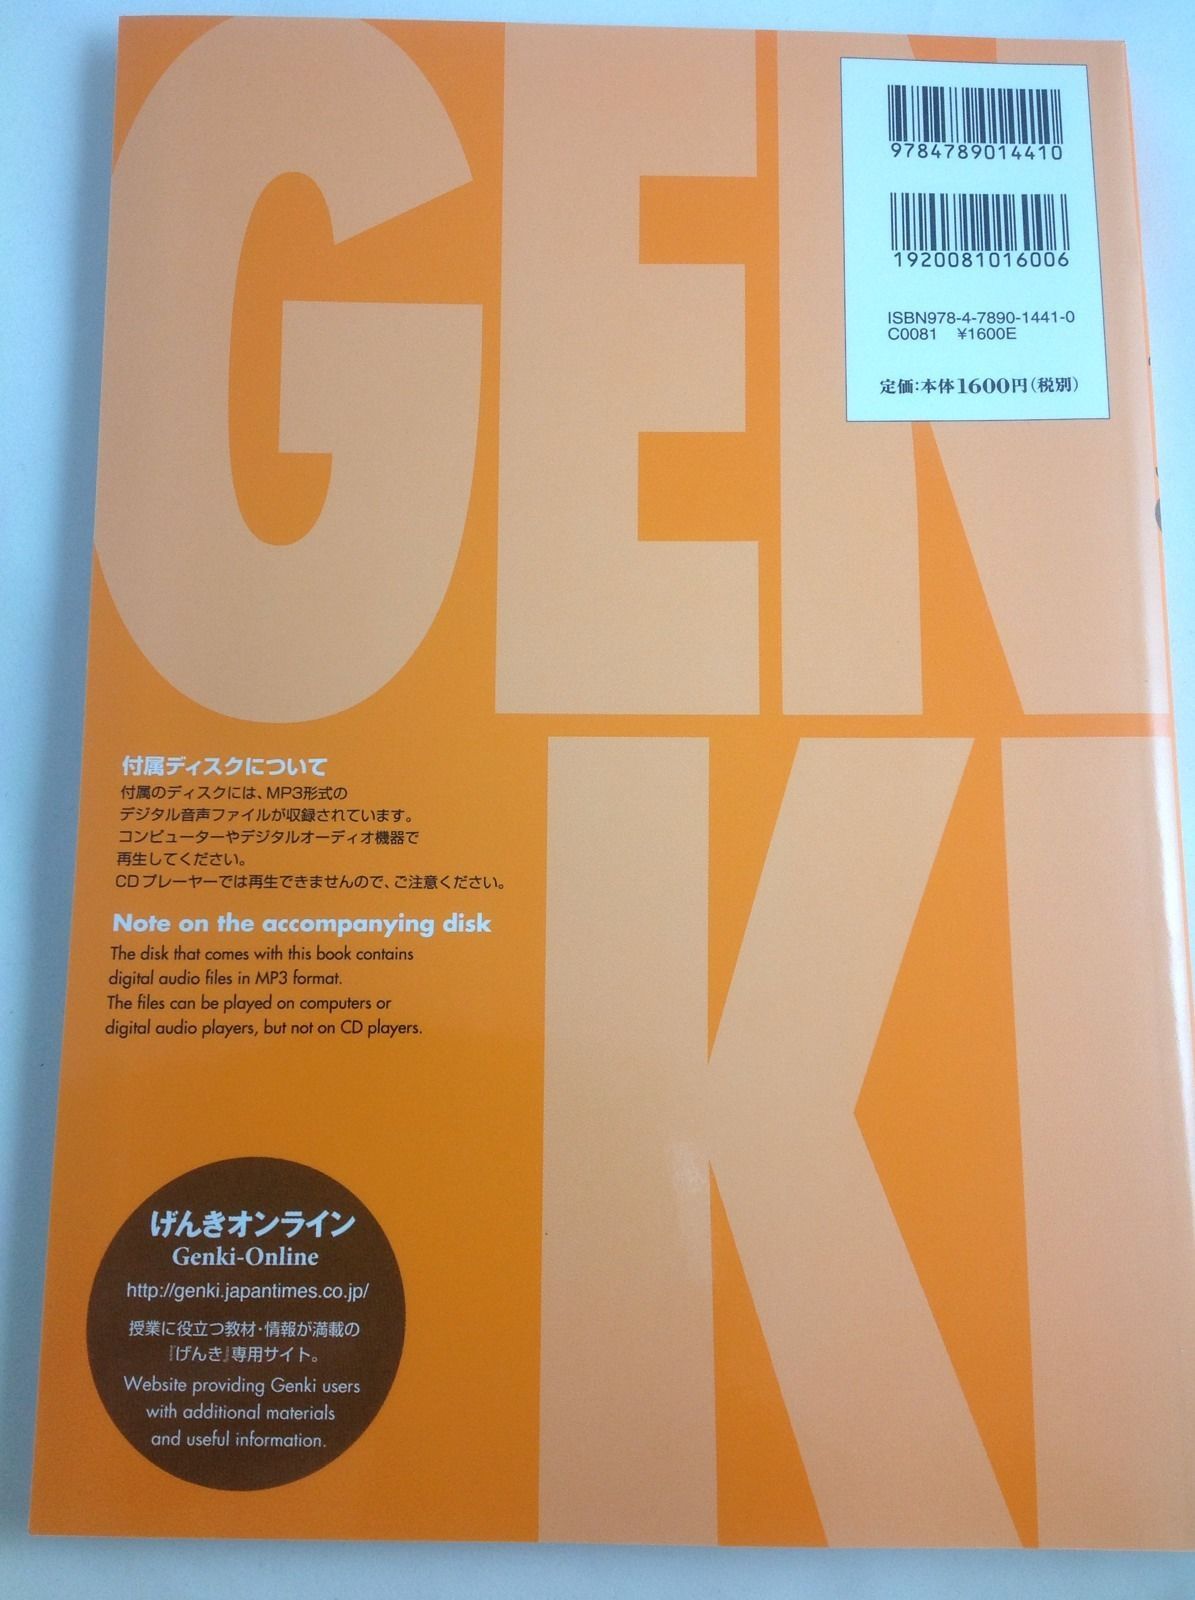 GEN
KI
9784789014410
1920081016006
ISBN978-4-7890-1441-0
C0081 ¥1600E
定価:本体1600円(税別)
付属ディスクについて
付属のディスクには、MP3形式の
デジタル音声ファイルが収録されています。
コンピューターやデジタルオーディオ機器で
再生してください。
CDプレーヤーでは再生できませんので、ご注意ください。
Note on the accompanying disk
The disk that comes with this book contains
digital audio files in MP3 format.
The files can be played on computers or
digital audio players, but not on CD players.
げんきオンライン
Genki-Online
http://genki.japantimes.co.jp/
授業に役立つ教材・情報が満載の
『げんき』専用サイト。
Website providing Genki users
with additional materials
and useful information.